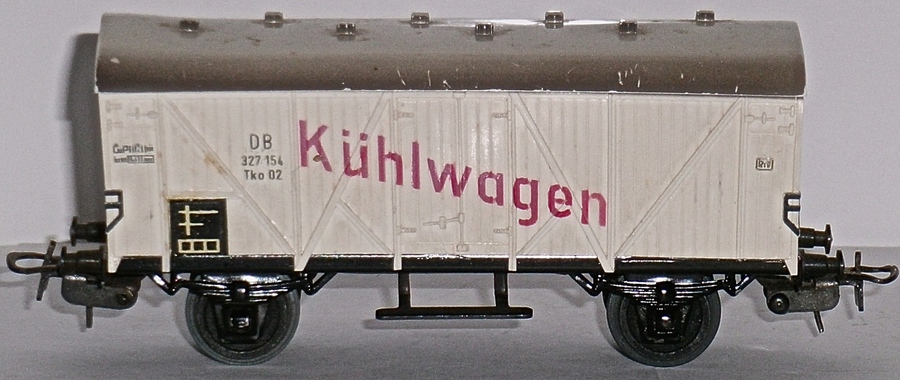 DB
327 154
Tko 02
Kühlwagen